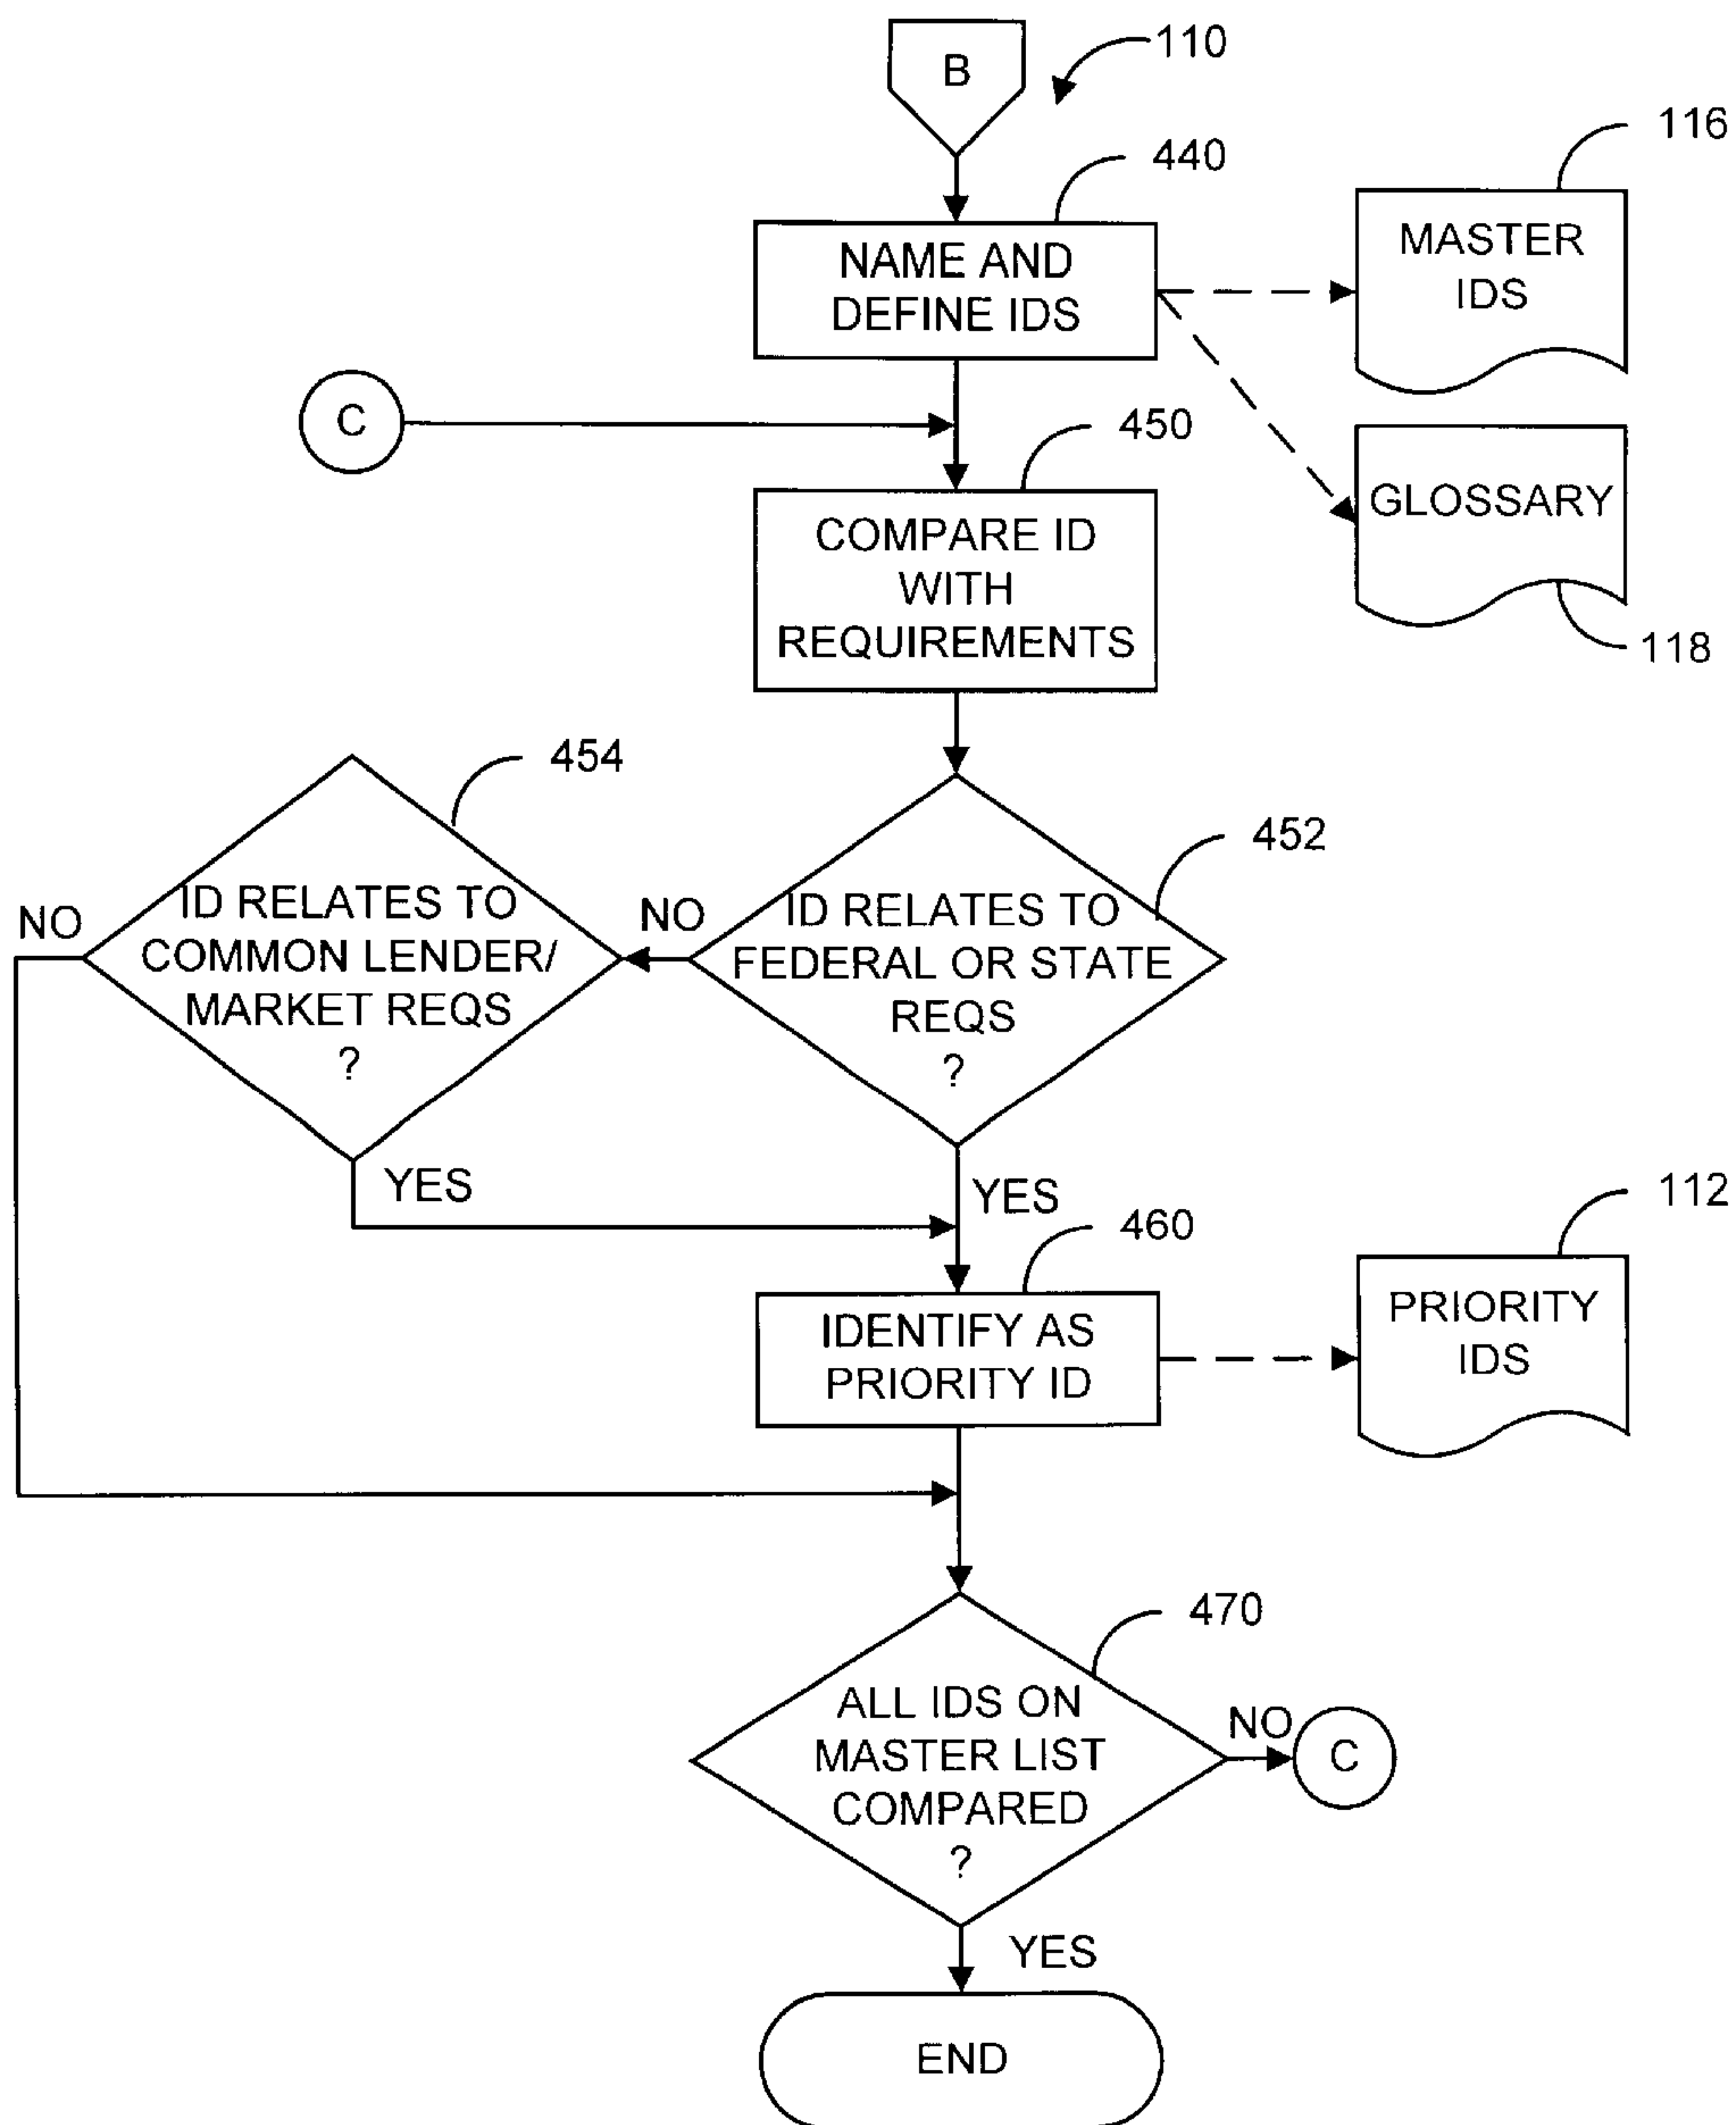 B
110
440
116
NAME AND
DEFINE IDS
MASTER
IDS
C
450
GLOSSARY
118
COMPARE ID
WITH
REQUIREMENTS
454
452
NO
ID RELATES TO
COMMON LENDER/
MARKET REQS
?
NO
ID RELATES TO
FEDERAL OR STATE
REQS
?
YES
YES
460
112
IDENTIFY AS
PRIORITY ID
PRIORITY
IDS
470
ALL IDS ON
MASTER LIST
COMPARED
?
NO
C
YES
END